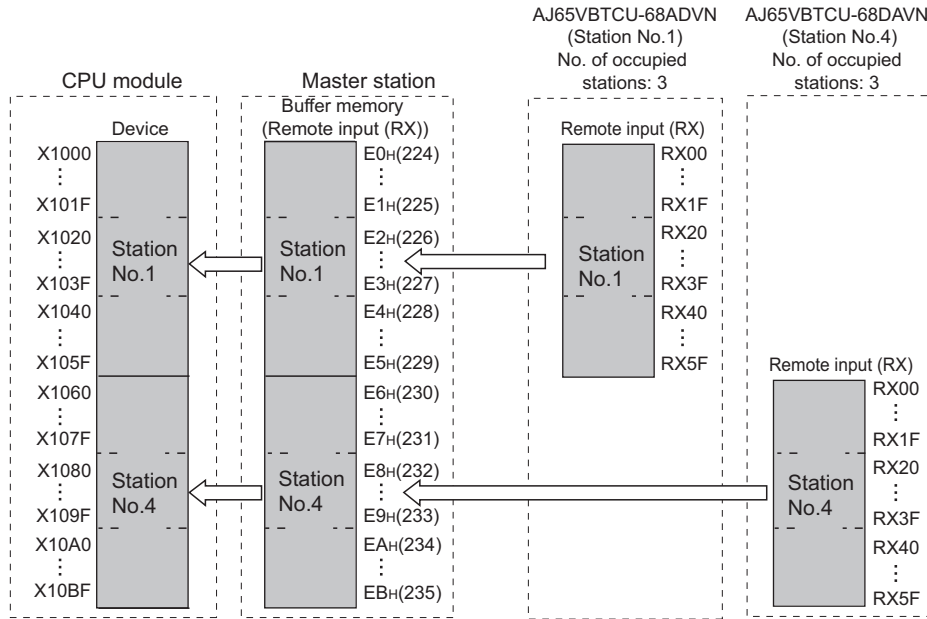 AJ65VBTCU-68ADVN
(Station No.1)
No. of occupied
stations: 3
AJ65VBTCU-68DAVN
(Station No.4)
No. of occupied
stations: 3
CPU module
Master station
Device
Buffer memory
(Remote input (RX))
Remote input (RX)
X1000
X101F
X1020
X103F
X1040
X105F
X1060
X107F
X1080
X109F
X10A0
X10BF
Station
No.1
Station
No.4
Station
No.1
Station
No.4
E0H(224)
E1H(225)
E2H(226)
E3H(227)
E4H(228)
E5H(229)
E6H(230)
E7H(231)
E8H(232)
E9H(233)
EAH(234)
EBH(235)
Station
No.1
RX00
RX1F
RX20
RX3F
RX40
RX5F
Remote input (RX)
Station
No.4
RX00
RX1F
RX20
RX3F
RX40
RX5F